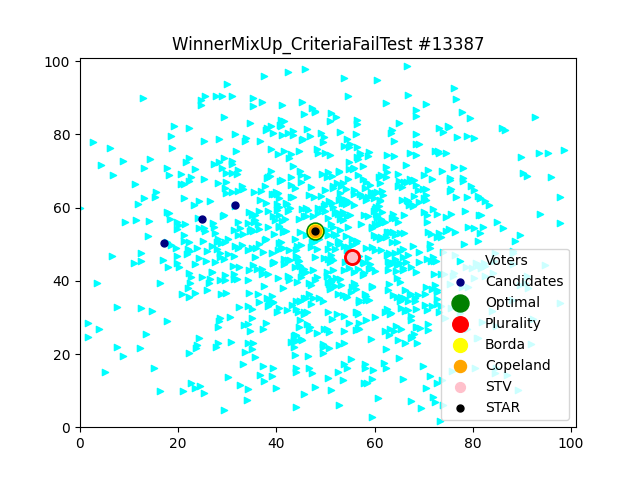 WinnerMixUp_CriteriaFailTest #13387
100
80
60
40
20
0
0 20 40 60 80 100
Voters
Candidates
Optimal
Plurality
Borda
Copeland
STV
STAR